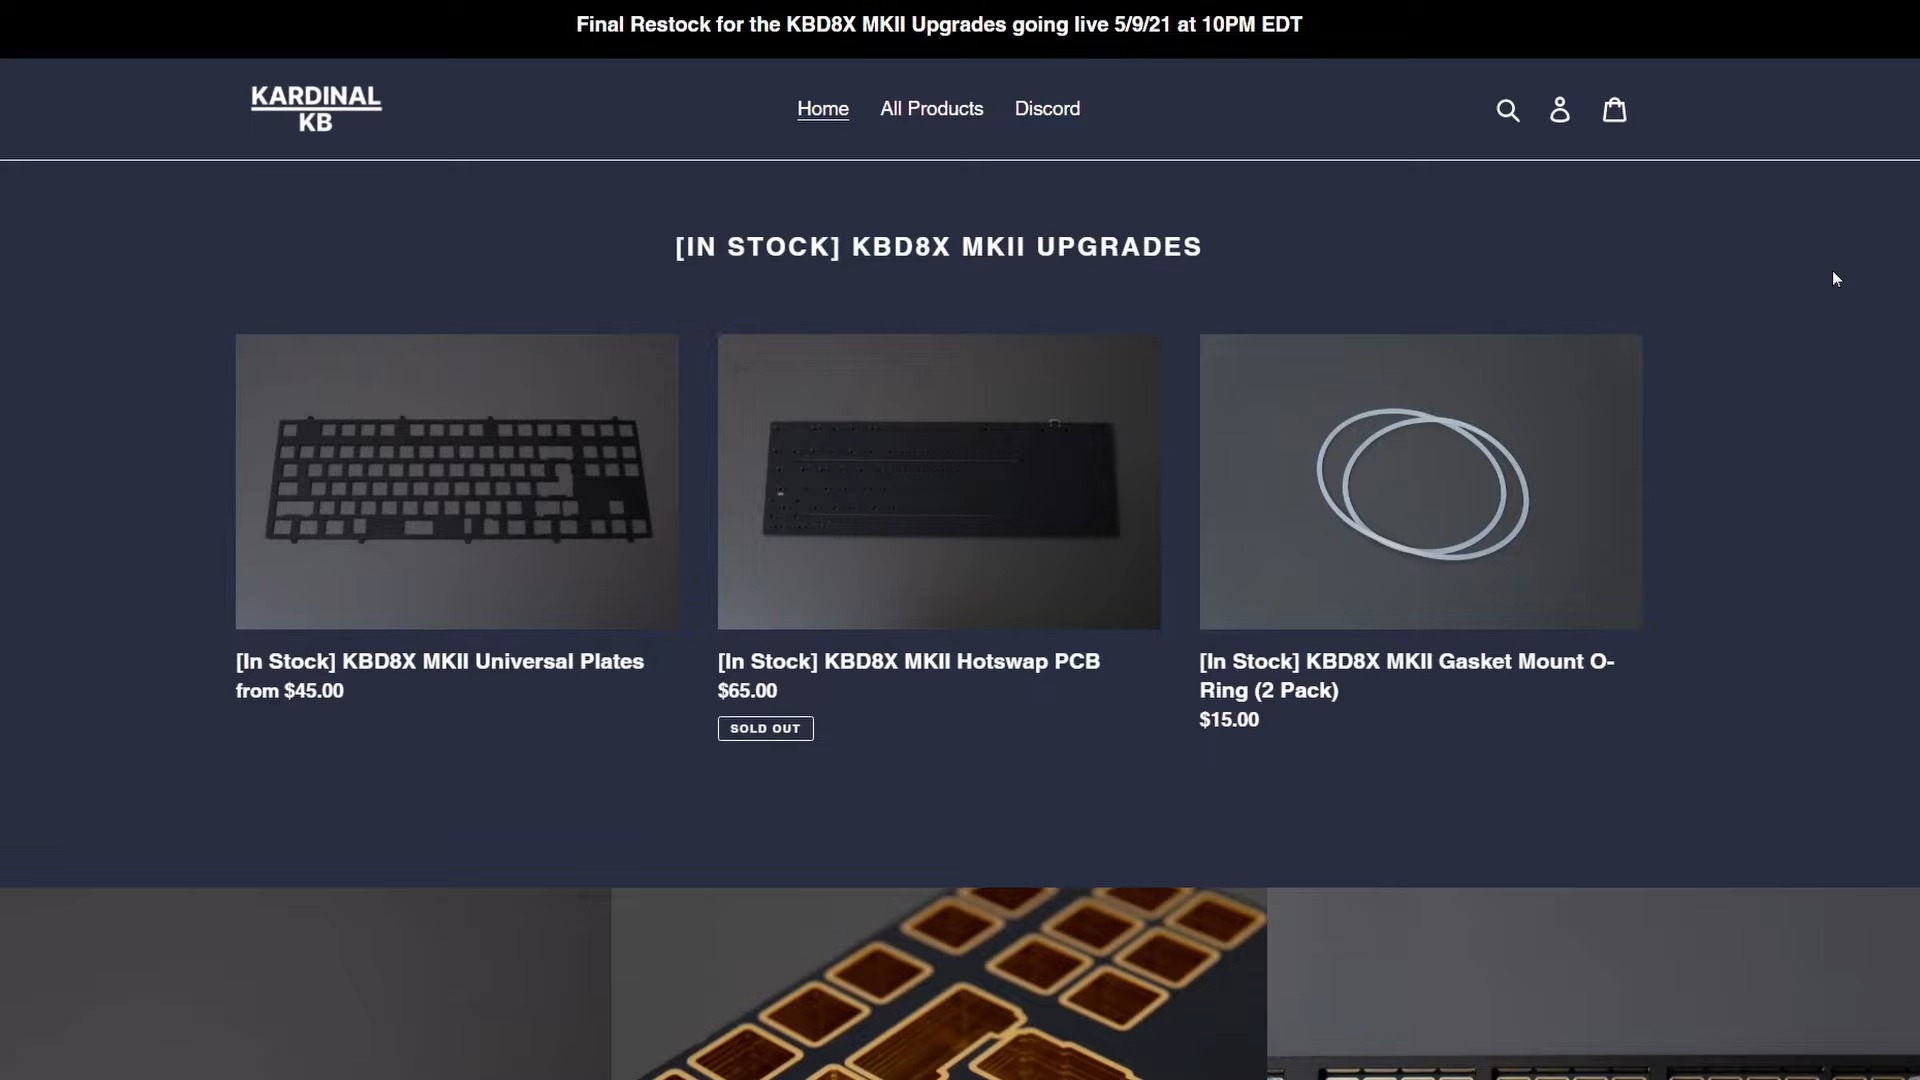 Final Restock for the KBD8X MKII Upgrades going live 5/9/21 at 10PM EDT
KARDINAL
KB
Home
All Products
Discord
[IN STOCK] KBD8X MKII UPGRADES
[In Stock] KBD8X MKII Universal Plates
from $45.00
[In Stock] KBD8X MKII Hotswap PCB
$65.00
SOLD OUT
[In Stock] KBD8X MKII Gasket Mount O-
Ring (2 Pack)
$15.00